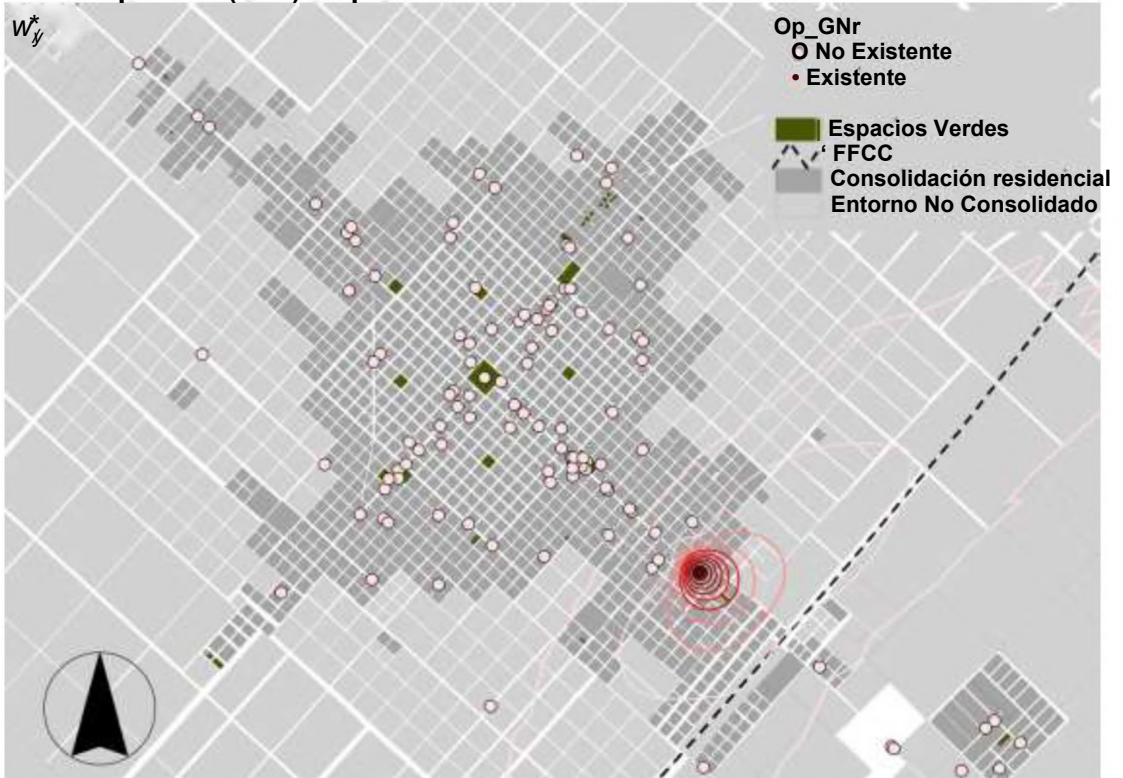 Op_GNr
O No Existente
• Existente
Espacios Verdes
FFCC
Consolidación residencial
Entorno No Consolidado